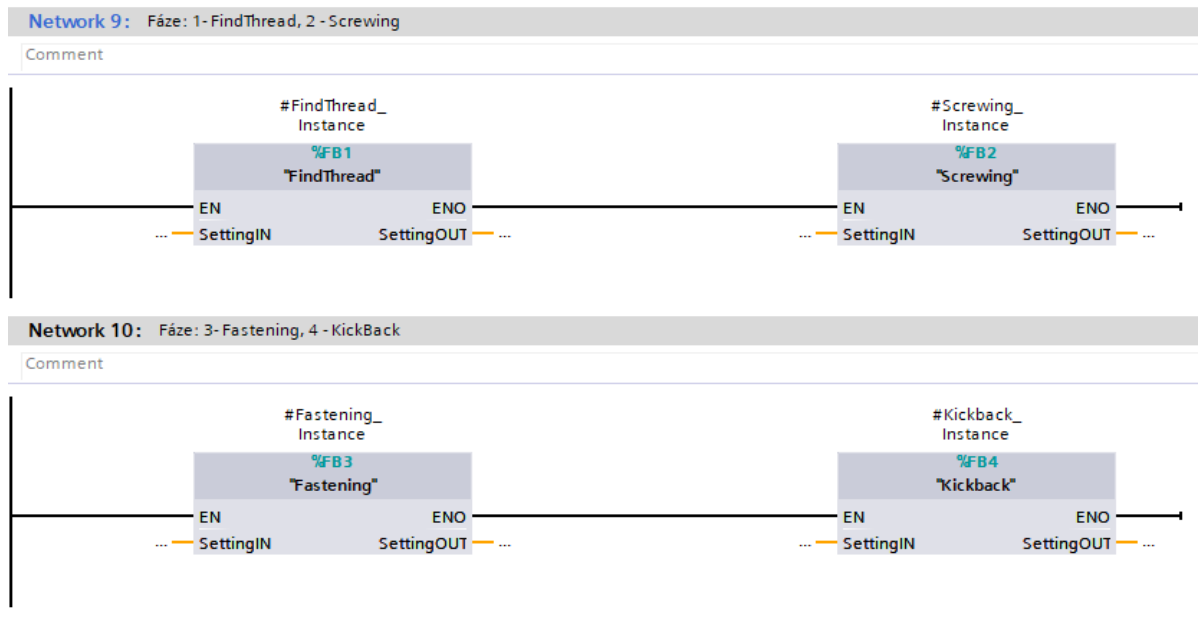 Network 9: Fáze: 1- FindThread, 2 - Screwing
Comment
#FindThread_
Instance
%FB1
"FindThread"
EN ENO
... SettingIN SettingOUT ...
#Screwing_
Instance
%FB2
"Screwing"
EN ENO
... SettingIN SettingOUT ...
Network 10: Fáze: 3- Fastening, 4 - KickBack
Comment
#Fastening_
Instance
%FB3
"Fastening"
EN ENO
... SettingIN SettingOUT ...
#Kickback_
Instance
%FB4
"Kickback"
EN ENO
... SettingIN SettingOUT ...